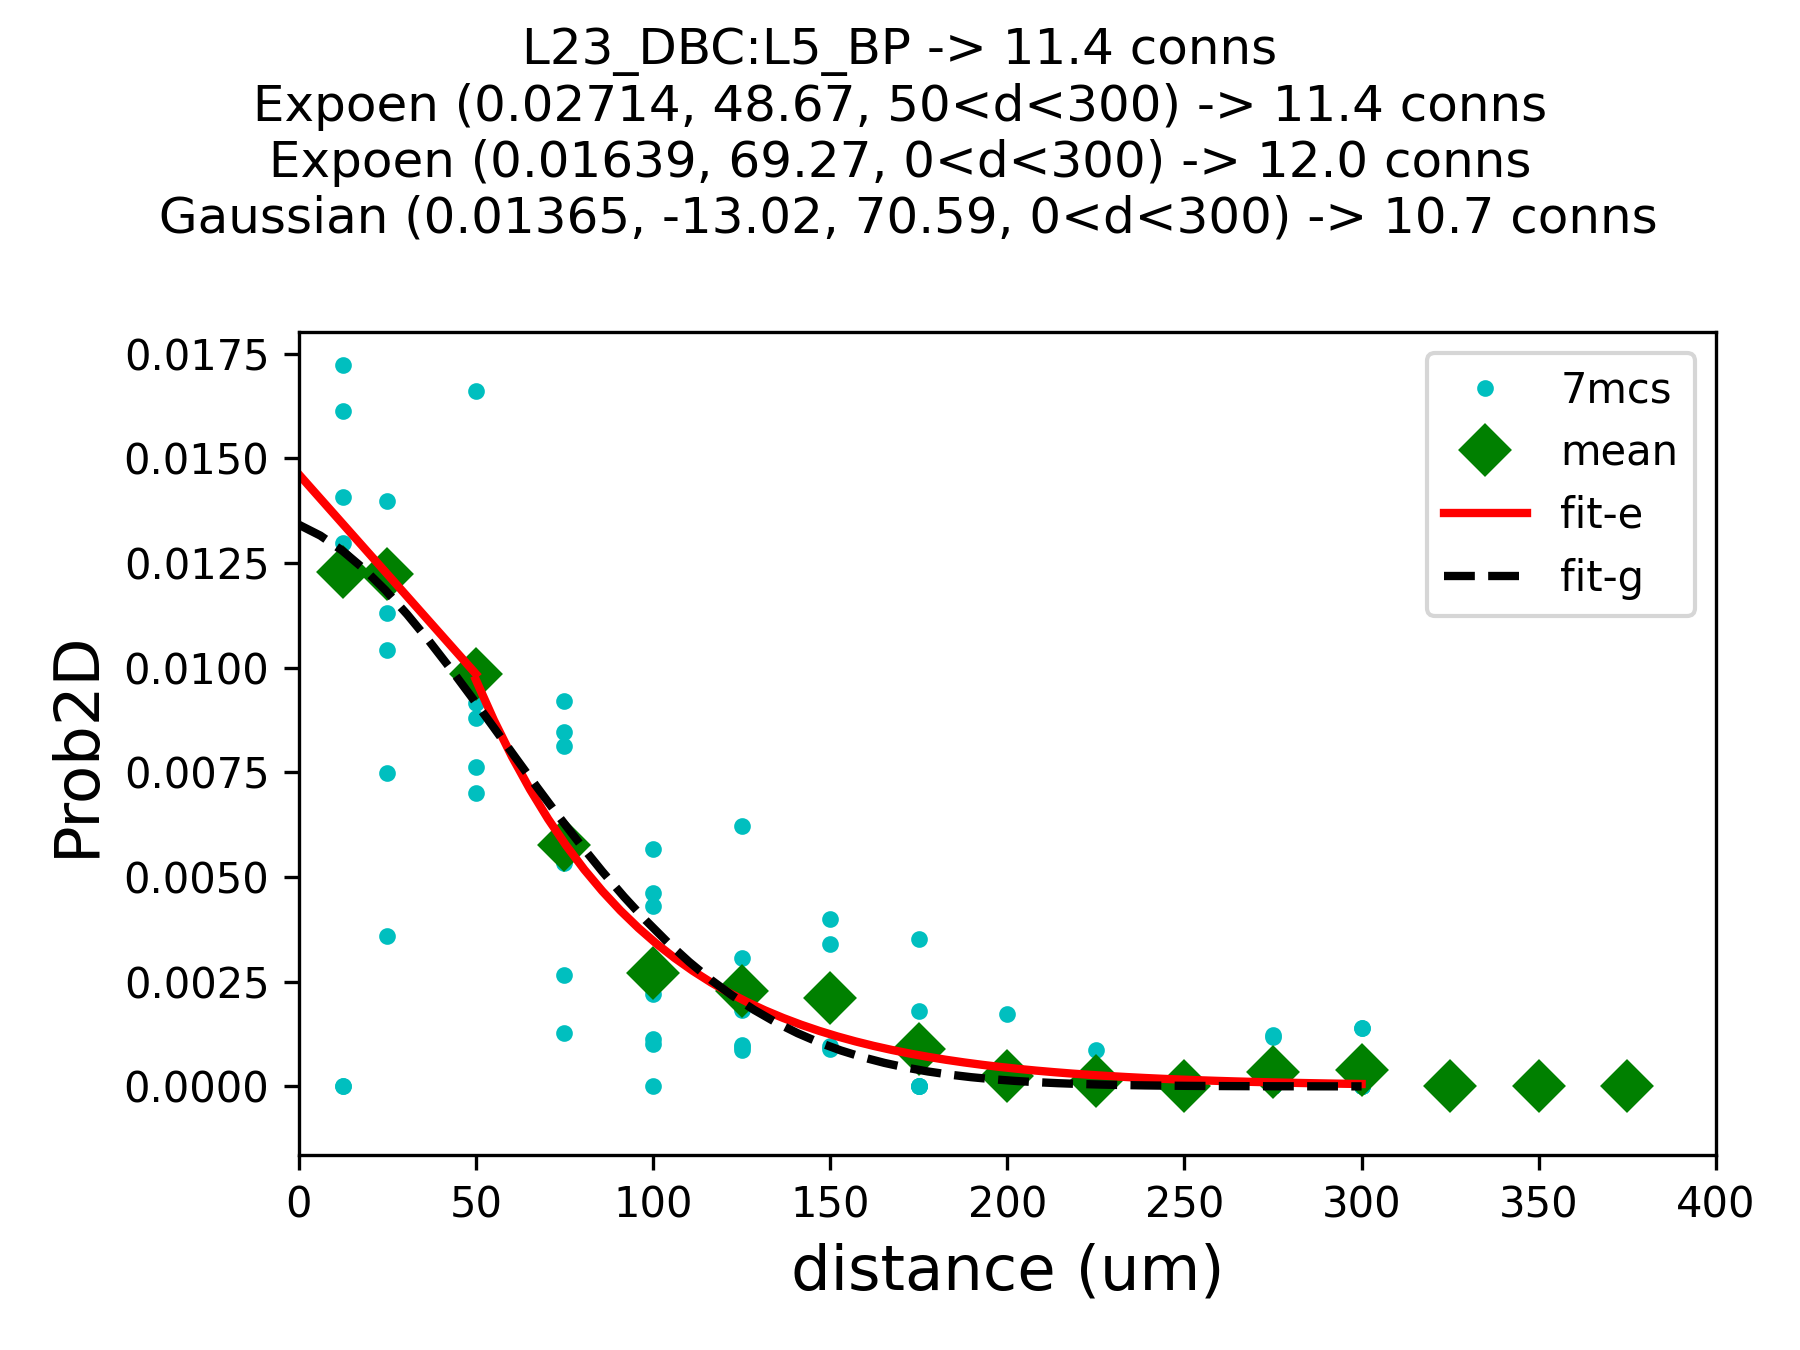 L23_DBC:L5_BP -> 11.4 conns
Expoen (0.02714, 48.67, 50<d<300) -> 11.4 conns
Expoen (0.01639, 69.27, 0<d<300) -> 12.0 conns
Gaussian (0.01365, -13.02, 70.59, 0<d<300) -> 10.7 conns
0.0175
0.0150
0.0125
0.0100
0.0075
0.0050
0.0025
0.0000
Prob2D
7mcs
mean
fit-e
fit-g
0 50 100 150 200 250 300 350 400
distance (um)